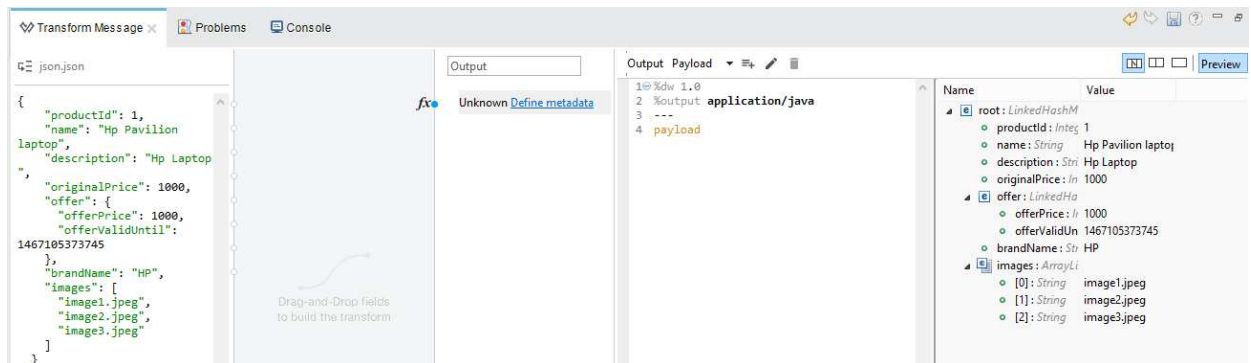 Transform Message
Problems
Console
json.json
{
"productId": 1,
"name": "Hp Pavilion
laptop",
"description": "Hp Laptop
",
"originalPrice": 1000,
"offer": {
"offerPrice": 1000,
"offerValidUntil":
1467105373745
},
"brandName": "HP",
"images": [
"image1.jpeg",
"image2.jpeg",
"image3.jpeg"
]
}
Drag-and-Drop fields
to build the transform
fx
Output
Unknown Define metadata
Output Payload
1 %dw 1.0
2 %output application/java
3 ---
4 payload
Preview
Name Value
root : LinkedHashM
productId : Integ 1
name : String Hp Pavilion laptop
description : Stri Hp Laptop
originalPrice : In 1000
offer : LinkedHa
offerPrice : Ir 1000
offerValidUn 1467105373745
brandName : Str HP
images : ArrayLi
[0] : String image1.jpeg
[1] : String image2.jpeg
[2] : String image3.jpeg